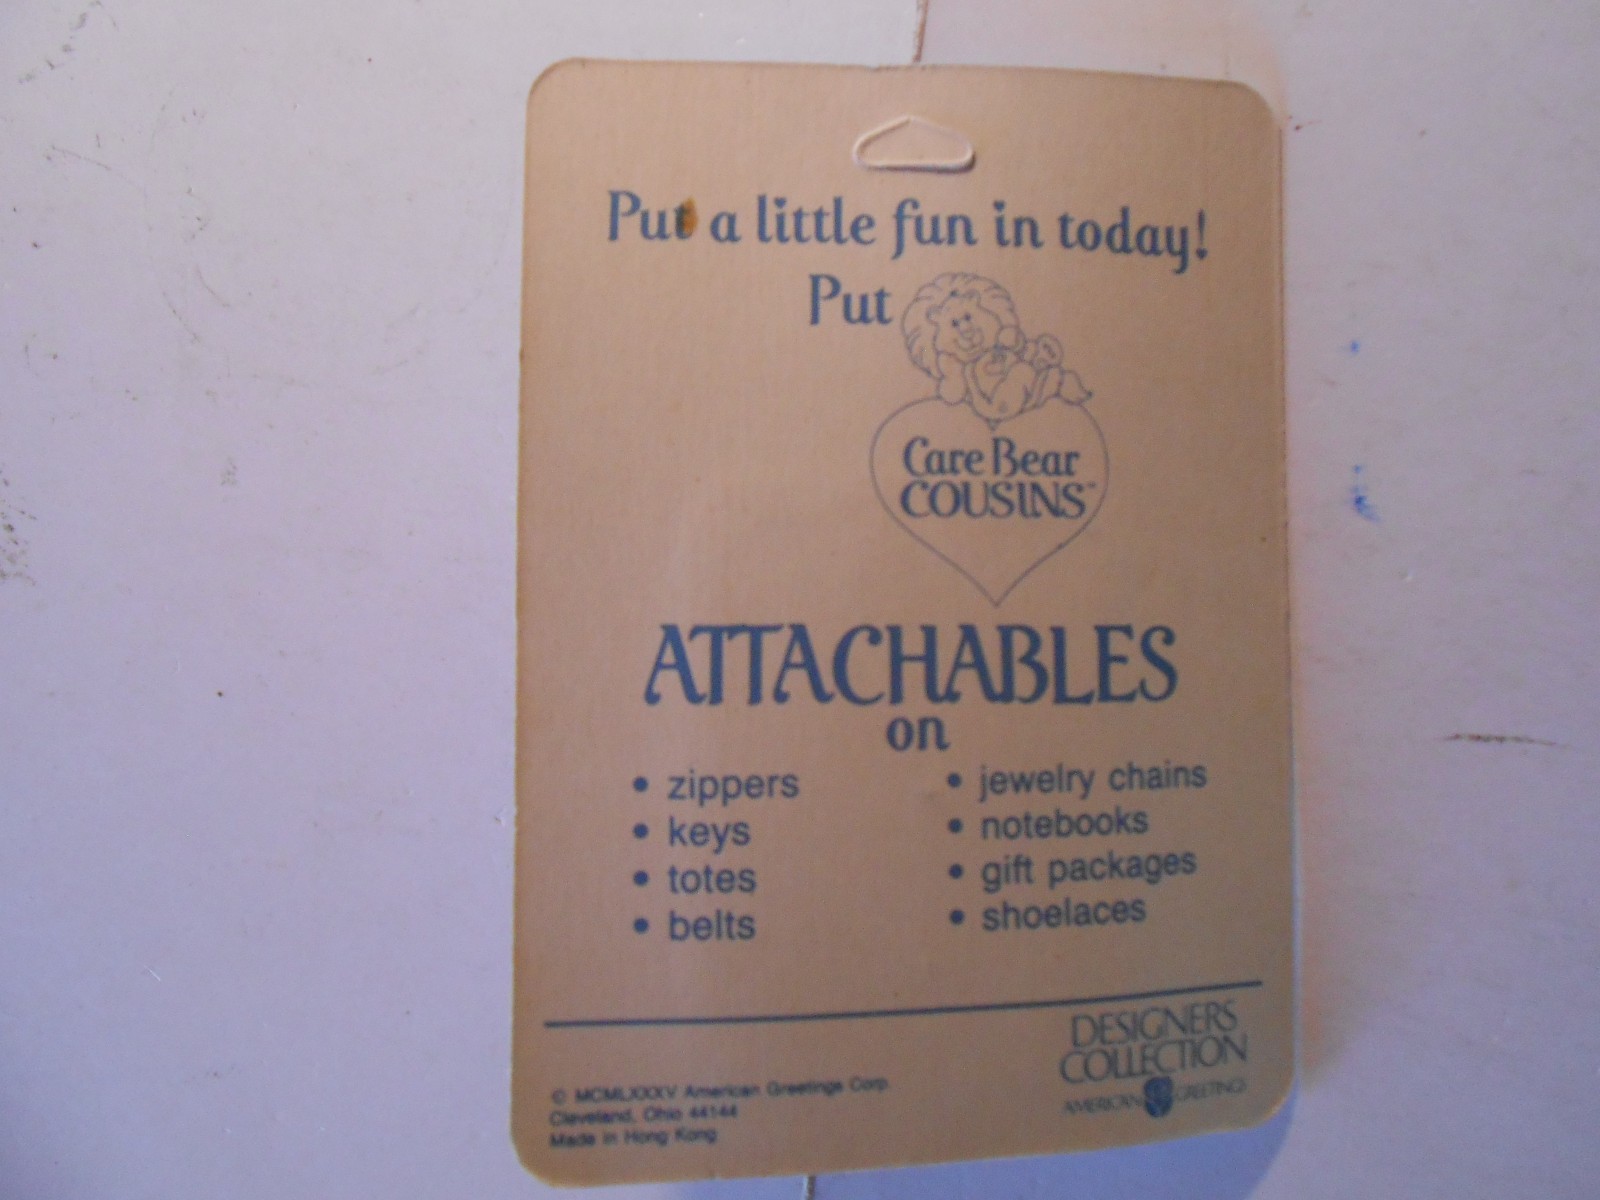 Put a little fun in today!
Put
Care Bear
COUSINS™
ATTACHABLES
on
• zippers
• keys
• totes
• belts
• jewelry chains
• notebooks
• gift packages
• shoelaces
DESIGNERS
COLLECTION
AMERICAN GREETINGS
© MCMLXXXV American Greetings Corp.
Cleveland, Ohio 44144
Made in Hong Kong